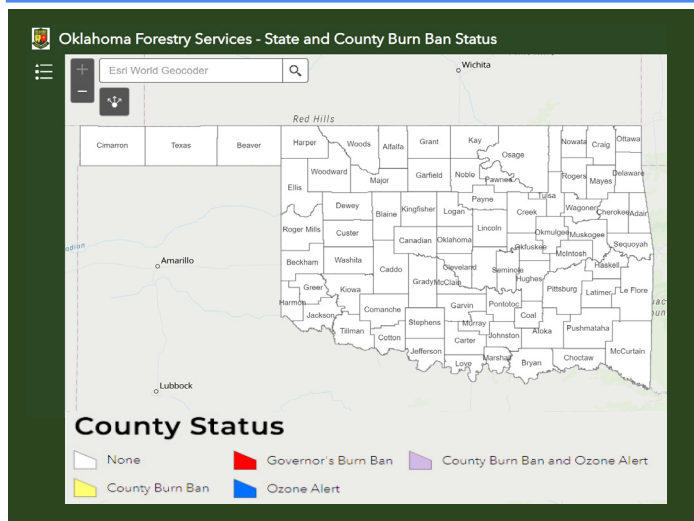 Oklahoma Forestry Services - State and County Burn Ban Status
+
Esri World Geocoder
−
Wichita
Red Hills
Cimarron Texas Beaver Harper Woods Alfalfa Grant Kay Osage Nowata Craig Ottawa
Ellis Woodward Major Garfield Noble Pawnee Rogers Mayes Delaware
Dewey Blaine Kingfisher Logan Payne Creek Tulsa Wagoner Cherokee Adair
Roger Mills Custer Canadian Oklahoma Lincoln Okfuskee Okmulgee Muskogee Sequoyah
Beckham Washita Caddo Grady McClain Cleveland Seminole Hughes McIntosh Haskell
Amarillo
Harmon Greer Kiowa Comanche Stephens Garvin Pontotoc Coal Pittsburg Latimer Le Flore
Jackson Tillman Cotton Jefferson Murray Carter Johnston Atoka Pushmataha McCurtain
Love Marshall Bryan Choctaw
Lubbock
County Status
None Governor's Burn Ban County Burn Ban and Ozone Alert
County Burn Ban Ozone Alert